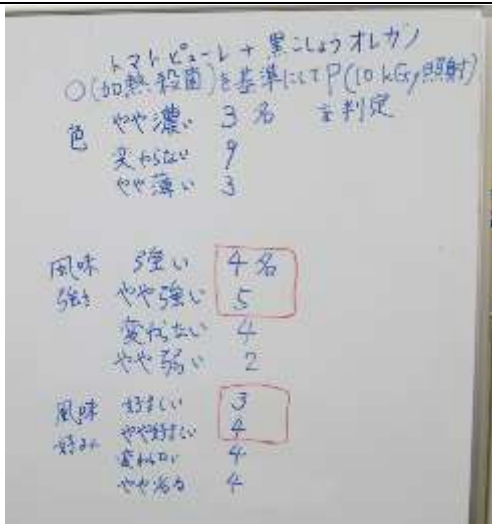 トマトピューレ + 黒こしょうオレガノ
○(加熱殺菌)を基準にしてP(10kGy照射)
を判定
色 やや濃い 3名
変わらない 9
やや薄い 3
風味 強い 4名
強さ やや強い 5
変わらない 4
やや弱い 2
風味 好ましい 3
好み やや好ましい 4
変わらない 4
やや劣る 4